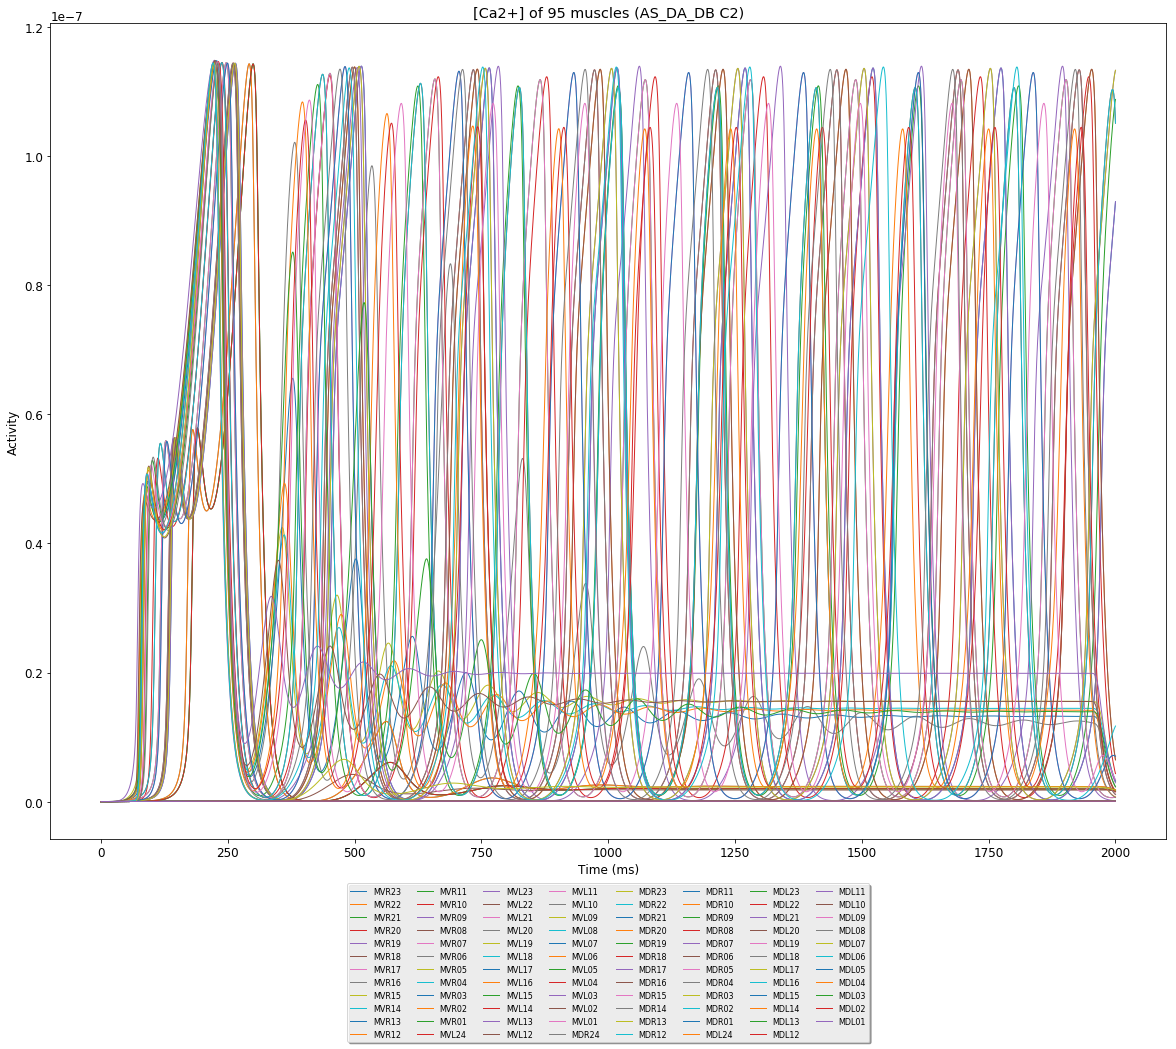 [Ca2+] of 95 muscles (AS_DA_DB C2)
1e−7
1.2
1.0
0.8
0.6
0.4
0.2
0.0
Activity
0 250 500 750 1000 1250 1500 1750 2000
Time (ms)
MVR23 MVR11 MVL23 MVL11 MDR23 MDR11 MDL23 MDL11
MVR22 MVR10 MVL22 MVL10 MDR22 MDR10 MDL22 MDL10
MVR21 MVR09 MVL21 MVL09 MDR21 MDR09 MDL21 MDL09
MVR20 MVR08 MVL20 MVL08 MDR20 MDR08 MDL20 MDL08
MVR19 MVR07 MVL19 MVL07 MDR19 MDR07 MDL19 MDL07
MVR18 MVR06 MVL18 MVL06 MDR18 MDR06 MDL18 MDL06
MVR17 MVR05 MVL17 MVL05 MDR17 MDR05 MDL17 MDL05
MVR16 MVR04 MVL16 MVL04 MDR16 MDR04 MDL16 MDL04
MVR15 MVR03 MVL15 MVL03 MDR15 MDR03 MDL15 MDL03
MVR14 MVR02 MVL14 MVL02 MDR14 MDR02 MDL14 MDL02
MVR13 MVR01 MVL13 MVL01 MDR13 MDR01 MDL13 MDL01
MVR12 MVL24 MVL12 MDR24 MDR12 MDL24 MDL12